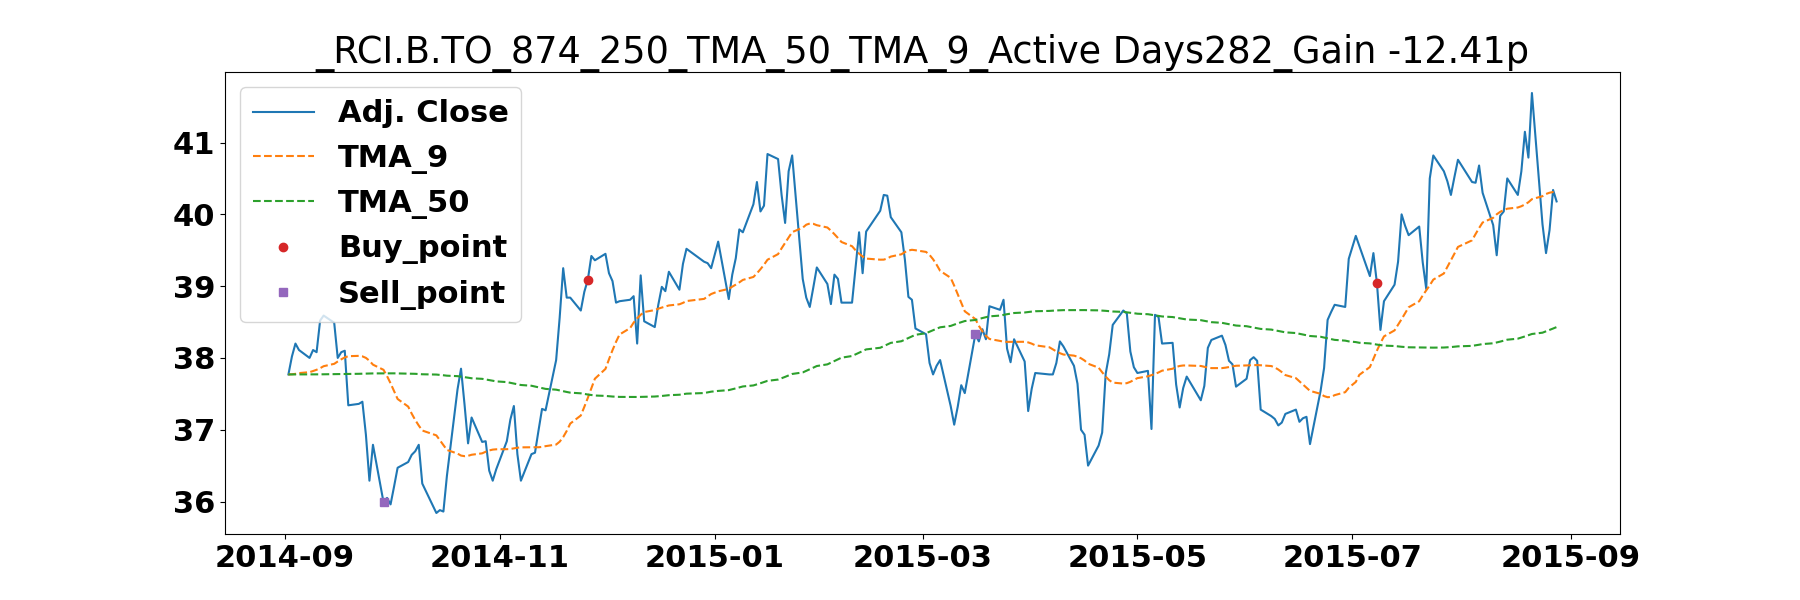 _RCI.B.TO_874_250_TMA_50_TMA_9_Active Days282_Gain -12.41p
Adj. Close
TMA_9
TMA_50
Buy_point
Sell_point
41
40
39
38
37
36
2014-09 2014-11 2015-01 2015-03 2015-05 2015-07 2015-09